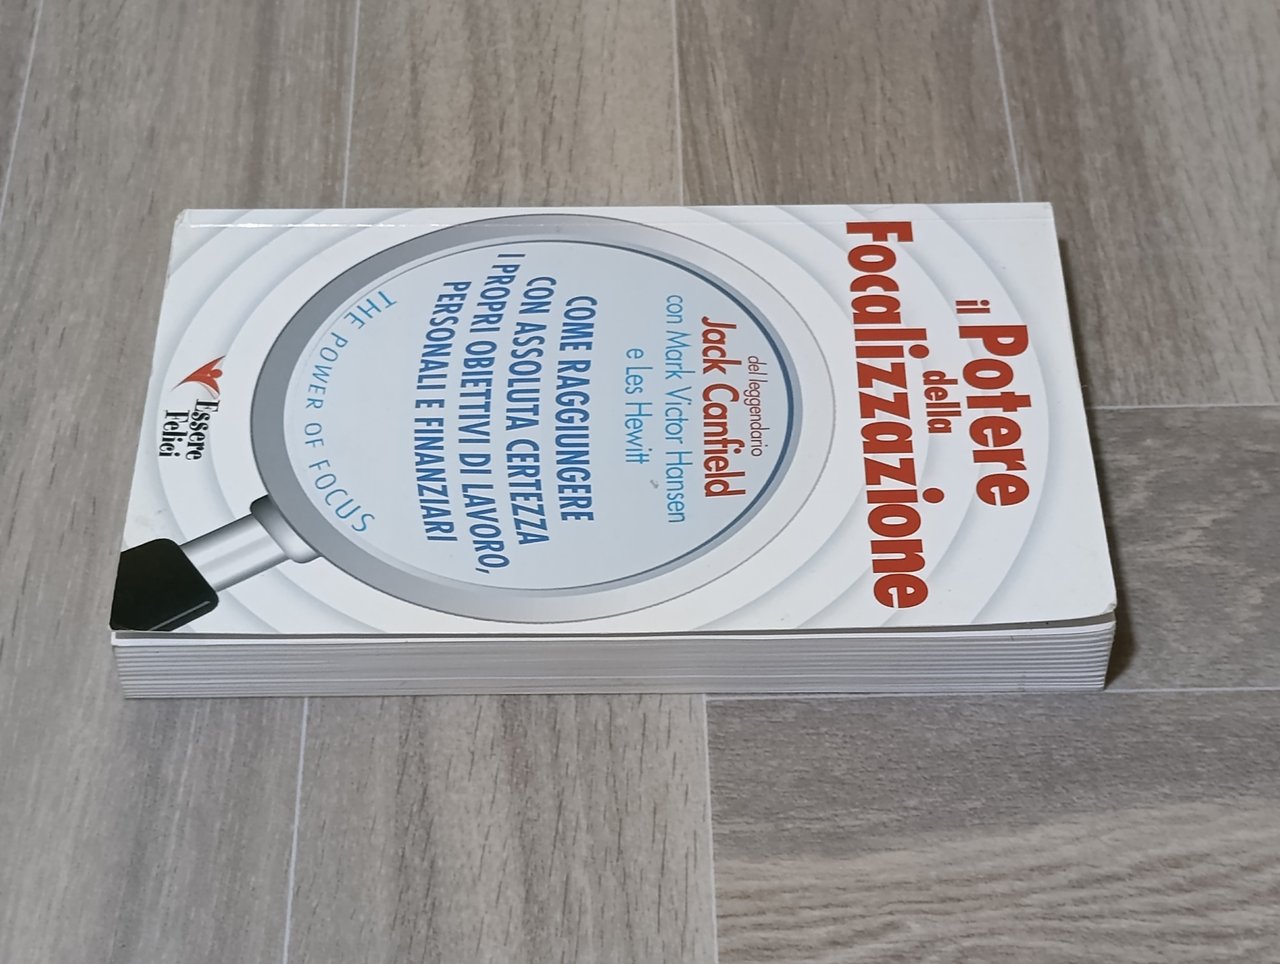 il Potere
della
Focalizzazione
del leggendario
Jack Canfield
con Mark Victor Hansen
e Les Hewitt
COME RAGGIUNGERE
CON ASSOLUTA CERTEZZA
I PROPRI OBIETTIVI DI LAVORO,
PERSONALI E FINANZIARI
THE POWER OF FOCUS
Essere
Felici